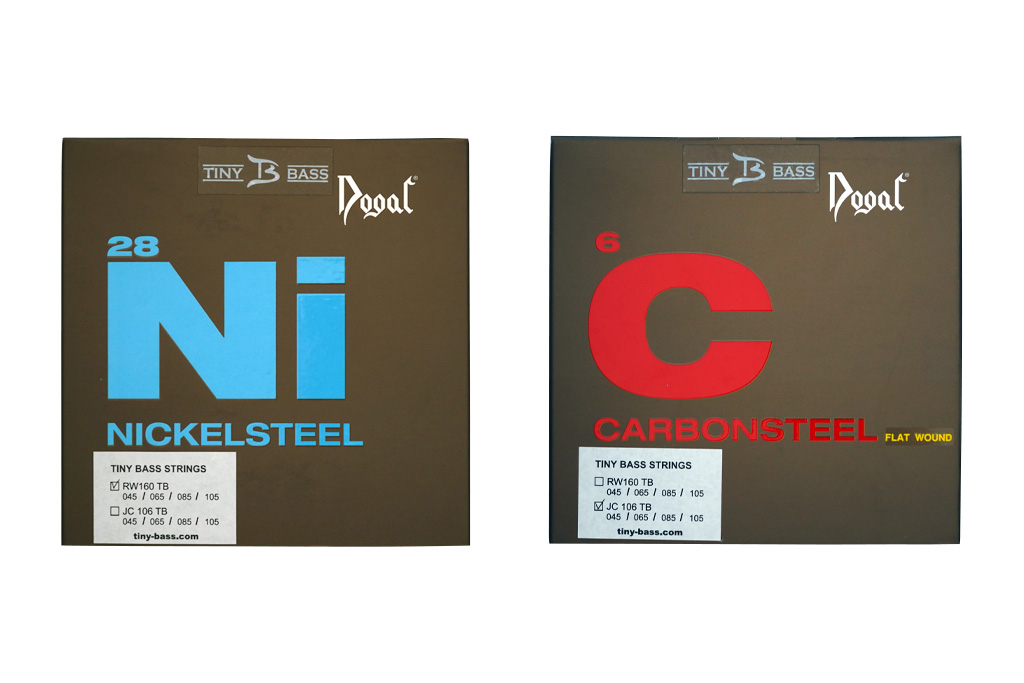 TINY B BASS
Dogal®
28
Ni
NICKELSTEEL
TINY BASS STRINGS
☑ RW160 TB
045 / 065 / 085 / 105
☐ JC 106 TB
045 / 065 / 085 / 105
tiny-bass.com
TINY B BASS
Dogal®
6
C
CARBONSTEEL FLAT WOUND
TINY BASS STRINGS
☐ RW160 TB
045 / 065 / 085 / 105
☑ JC 106 TB
045 / 065 / 085 / 105
tiny-bass.com